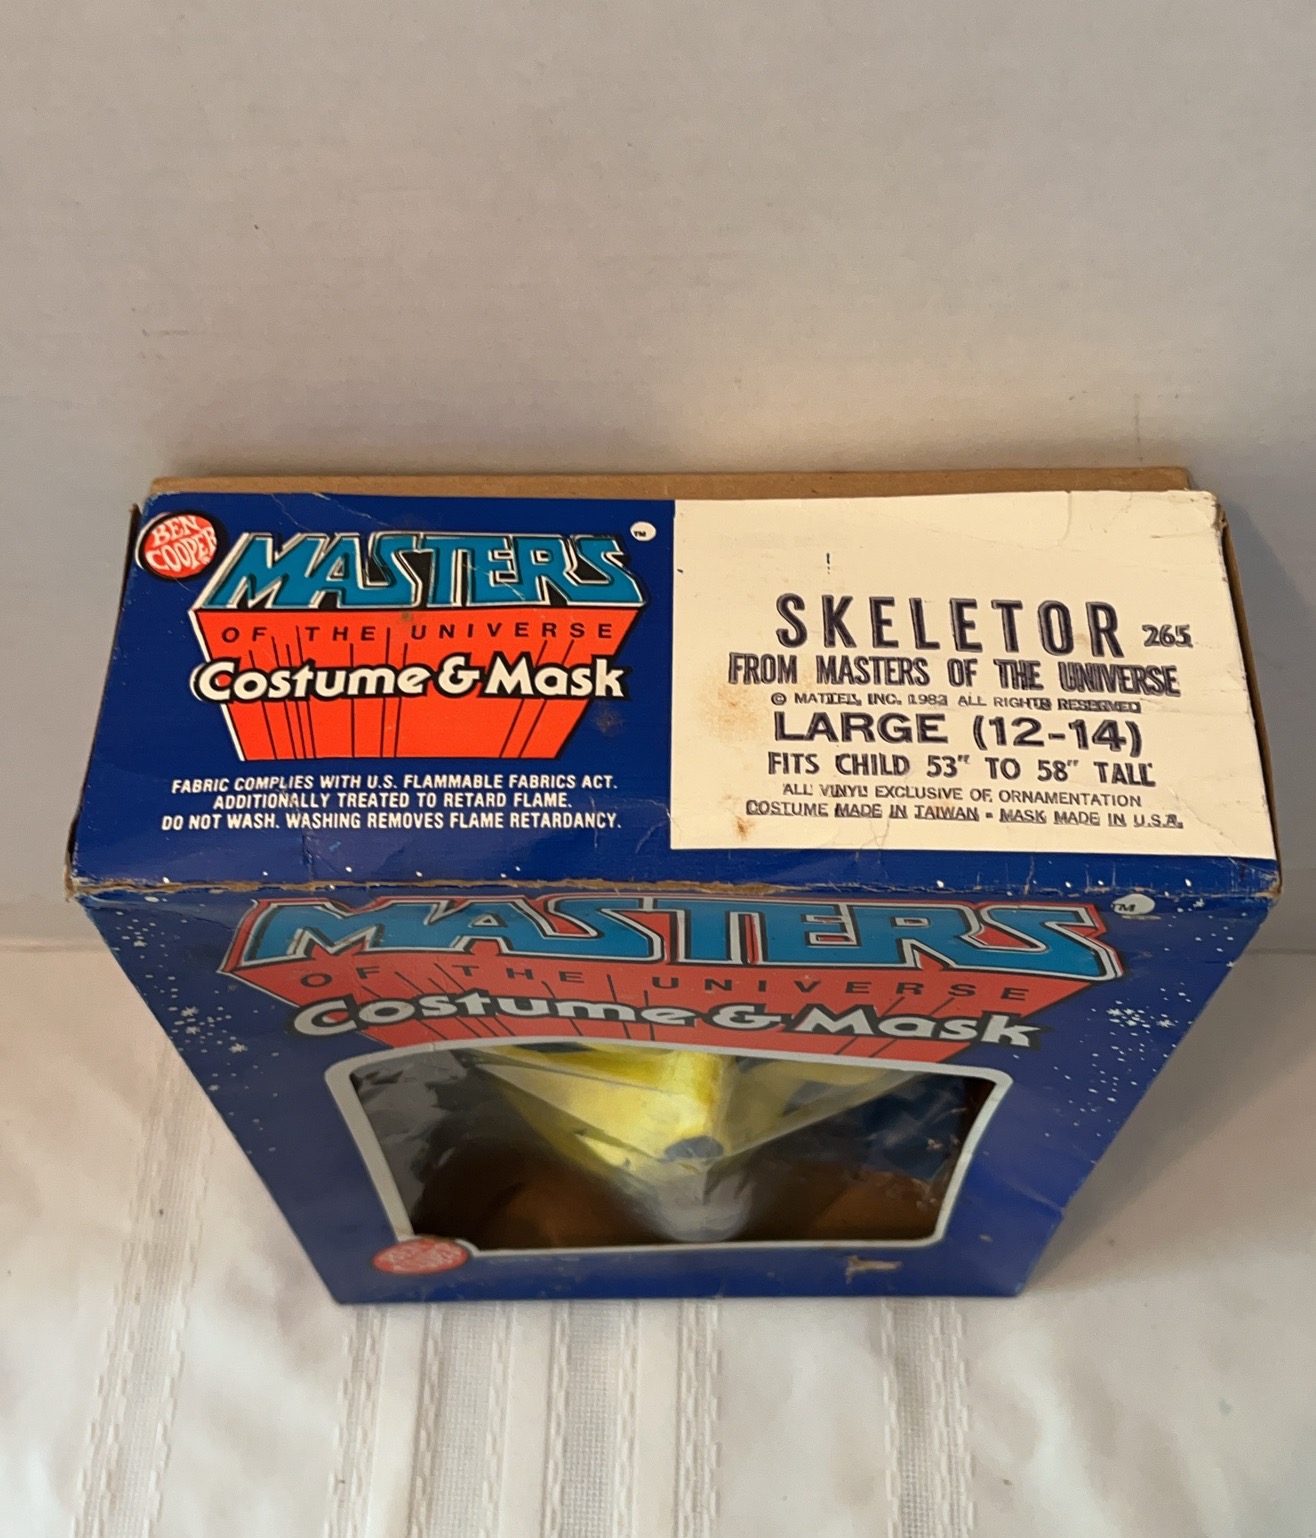 BEN
COOPER
MASTERS TM
OF THE UNIVERSE
Costume & Mask
FABRIC COMPLIES WITH U.S. FLAMMABLE FABRICS ACT.
ADDITIONALLY TREATED TO RETARD FLAME.
DO NOT WASH. WASHING REMOVES FLAME RETARDANCY.
SKELETOR 265
FROM MASTERS OF THE UNIVERSE
© MATTEL, INC. 1982 ALL RIGHTS RESERVED
LARGE (12-14)
FITS CHILD 53" TO 58" TALL
ALL VINYL EXCLUSIVE OF ORNAMENTATION
COSTUME MADE IN TAIWAN - MASK MADE IN U.S.A.
MASTERS TM
OF THE UNIVERSE
Costume & Mask